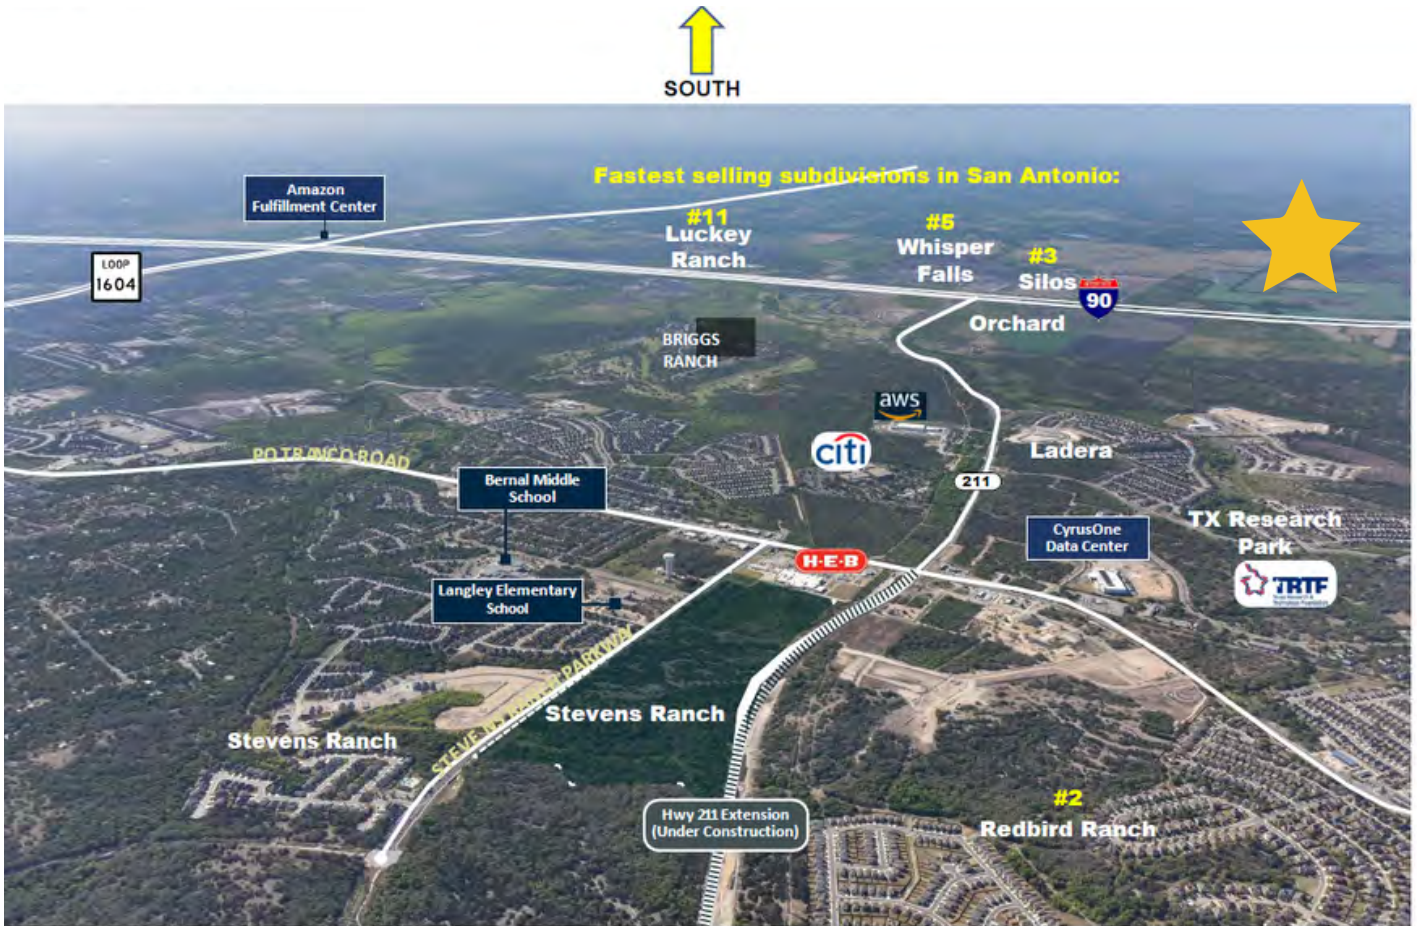 SOUTH
Fastest selling subdivisions in San Antonio:
Amazon
Fulfillment Center
#11
Luckey
Ranch
#5
Whisper
Falls
#3
Silos
LOOP
1604
90
Orchard
BRIGGS
RANCH
aws
citi
Ladera
POTRANCO ROAD
Bernal Middle
School
211
TX Research
Park
CyrusOne
Data Center
H-E-B
TRTF
Langley Elementary
School
PARKWAY
Stevens Ranch
Stevens Ranch
Hwy 211 Extension
(Under Construction)
#2
Redbird Ranch